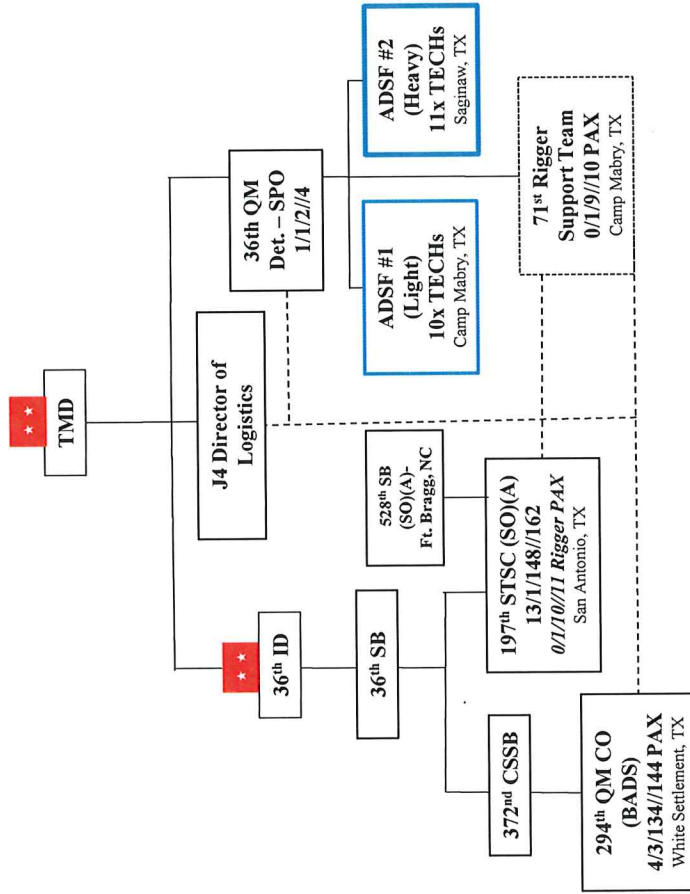 TMD
J4 Director of
Logistics
36th ID
36th SB
372nd CSSB
294th QM CO
(BADS)
4/3/134//144 PAX
White Settlement, TX
528th SB
(SO)(A)-
Ft. Bragg, NC
197th STSC (SO)(A)
13/1/148//162
0/1/10//11 Rigger PAX
San Antonio, TX
36th QM
Det. – SPO
1/1/2//4
ADSF #1
(Light)
10x TECHs
Camp Mabry, TX
ADSF #2
(Heavy)
11x TECHs
Saginaw, TX
71st Rigger
Support Team
0/1/9//10 PAX
Camp Mabry, TX